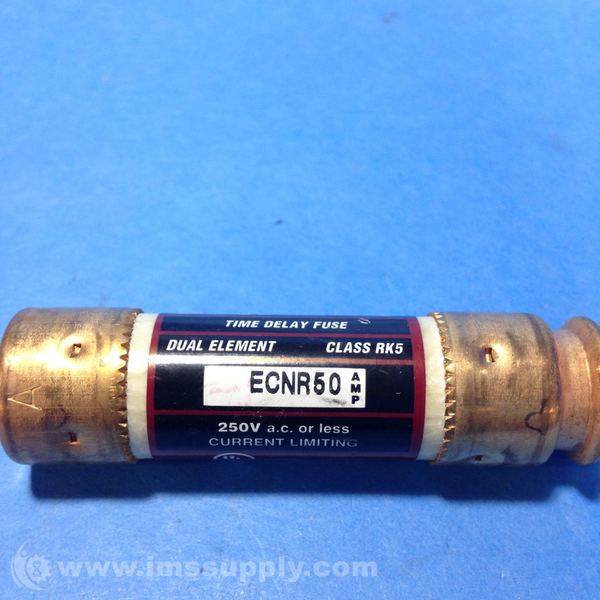 TIME DELAY FUSE
DUAL ELEMENT CLASS RK5
ECNR50 AMP
250V a.c. or less
CURRENT LIMITING
A
www.imssupply.com